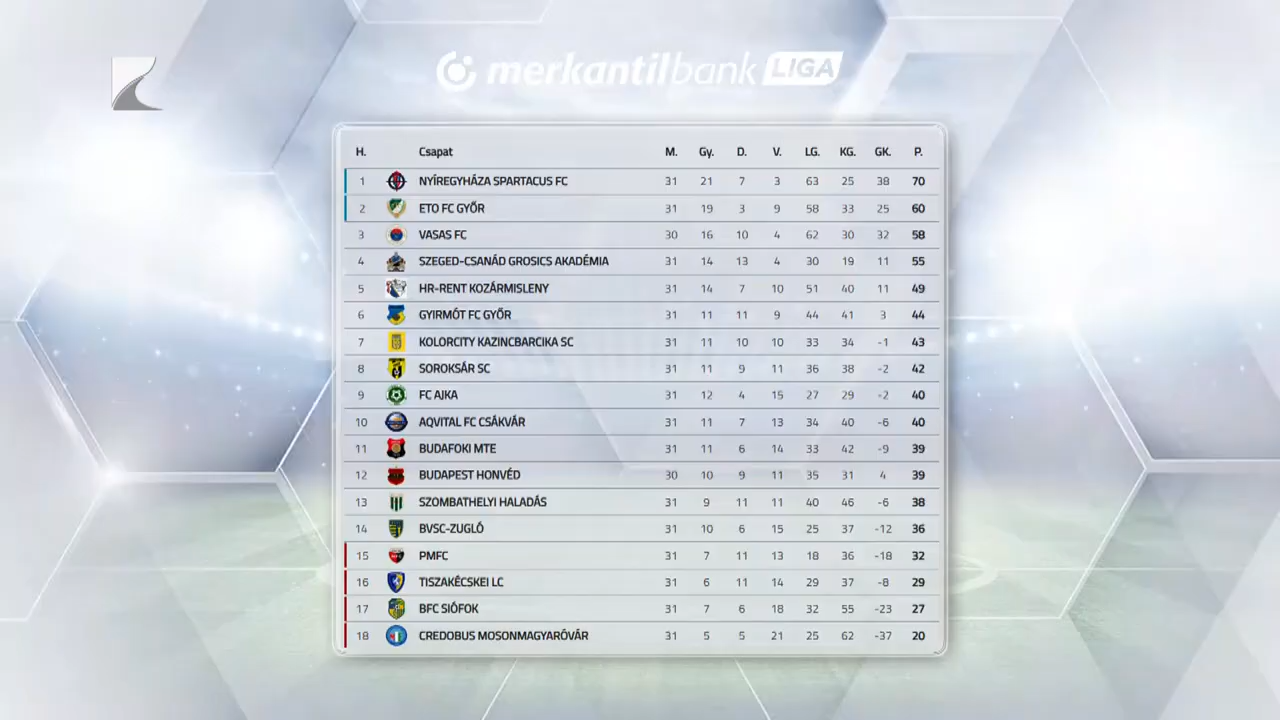 merkantilbank LIGA
H. Csapat M. Gy. D. V. LG. KG. GK. P.
1 NYÍREGYHÁZA SPARTACUS FC 31 21 7 3 63 25 38 70
2 ETO FC GYŐR 31 19 3 9 58 33 25 60
3 VASAS FC 30 16 10 4 62 30 32 58
4 SZEGED-CSANÁD GROSICS AKADÉMIA 31 14 13 4 30 19 11 55
5 HR-RENT KOZÁRMISLENY 31 14 7 10 51 40 11 49
6 GYIRMÓT FC GYŐR 31 11 11 9 44 41 3 44
7 KOLORCITY KAZINCBARCIKA SC 31 11 10 10 33 34 -1 43
8 SOROKSÁR SC 31 11 9 11 36 38 -2 42
9 FC AJKA 31 12 4 15 27 29 -2 40
10 AQVITAL FC CSÁKVÁR 31 11 7 13 34 40 -6 40
11 BUDAFOKI MTE 31 11 6 14 33 42 -9 39
12 BUDAPEST HONVÉD 30 10 9 11 35 31 4 39
13 SZOMBATHELYI HALADÁS 31 9 11 11 40 46 -6 38
14 BVSC-ZUGLÓ 31 10 6 15 25 37 -12 36
15 PMFC 31 7 11 13 18 36 -18 32
16 TISZAKÉCSKEI LC 31 6 11 14 29 37 -8 29
17 BFC SIÓFOK 31 7 6 18 32 55 -23 27
18 CREDOBUS MOSONMAGYARÓVÁR 31 5 5 21 25 62 -37 20